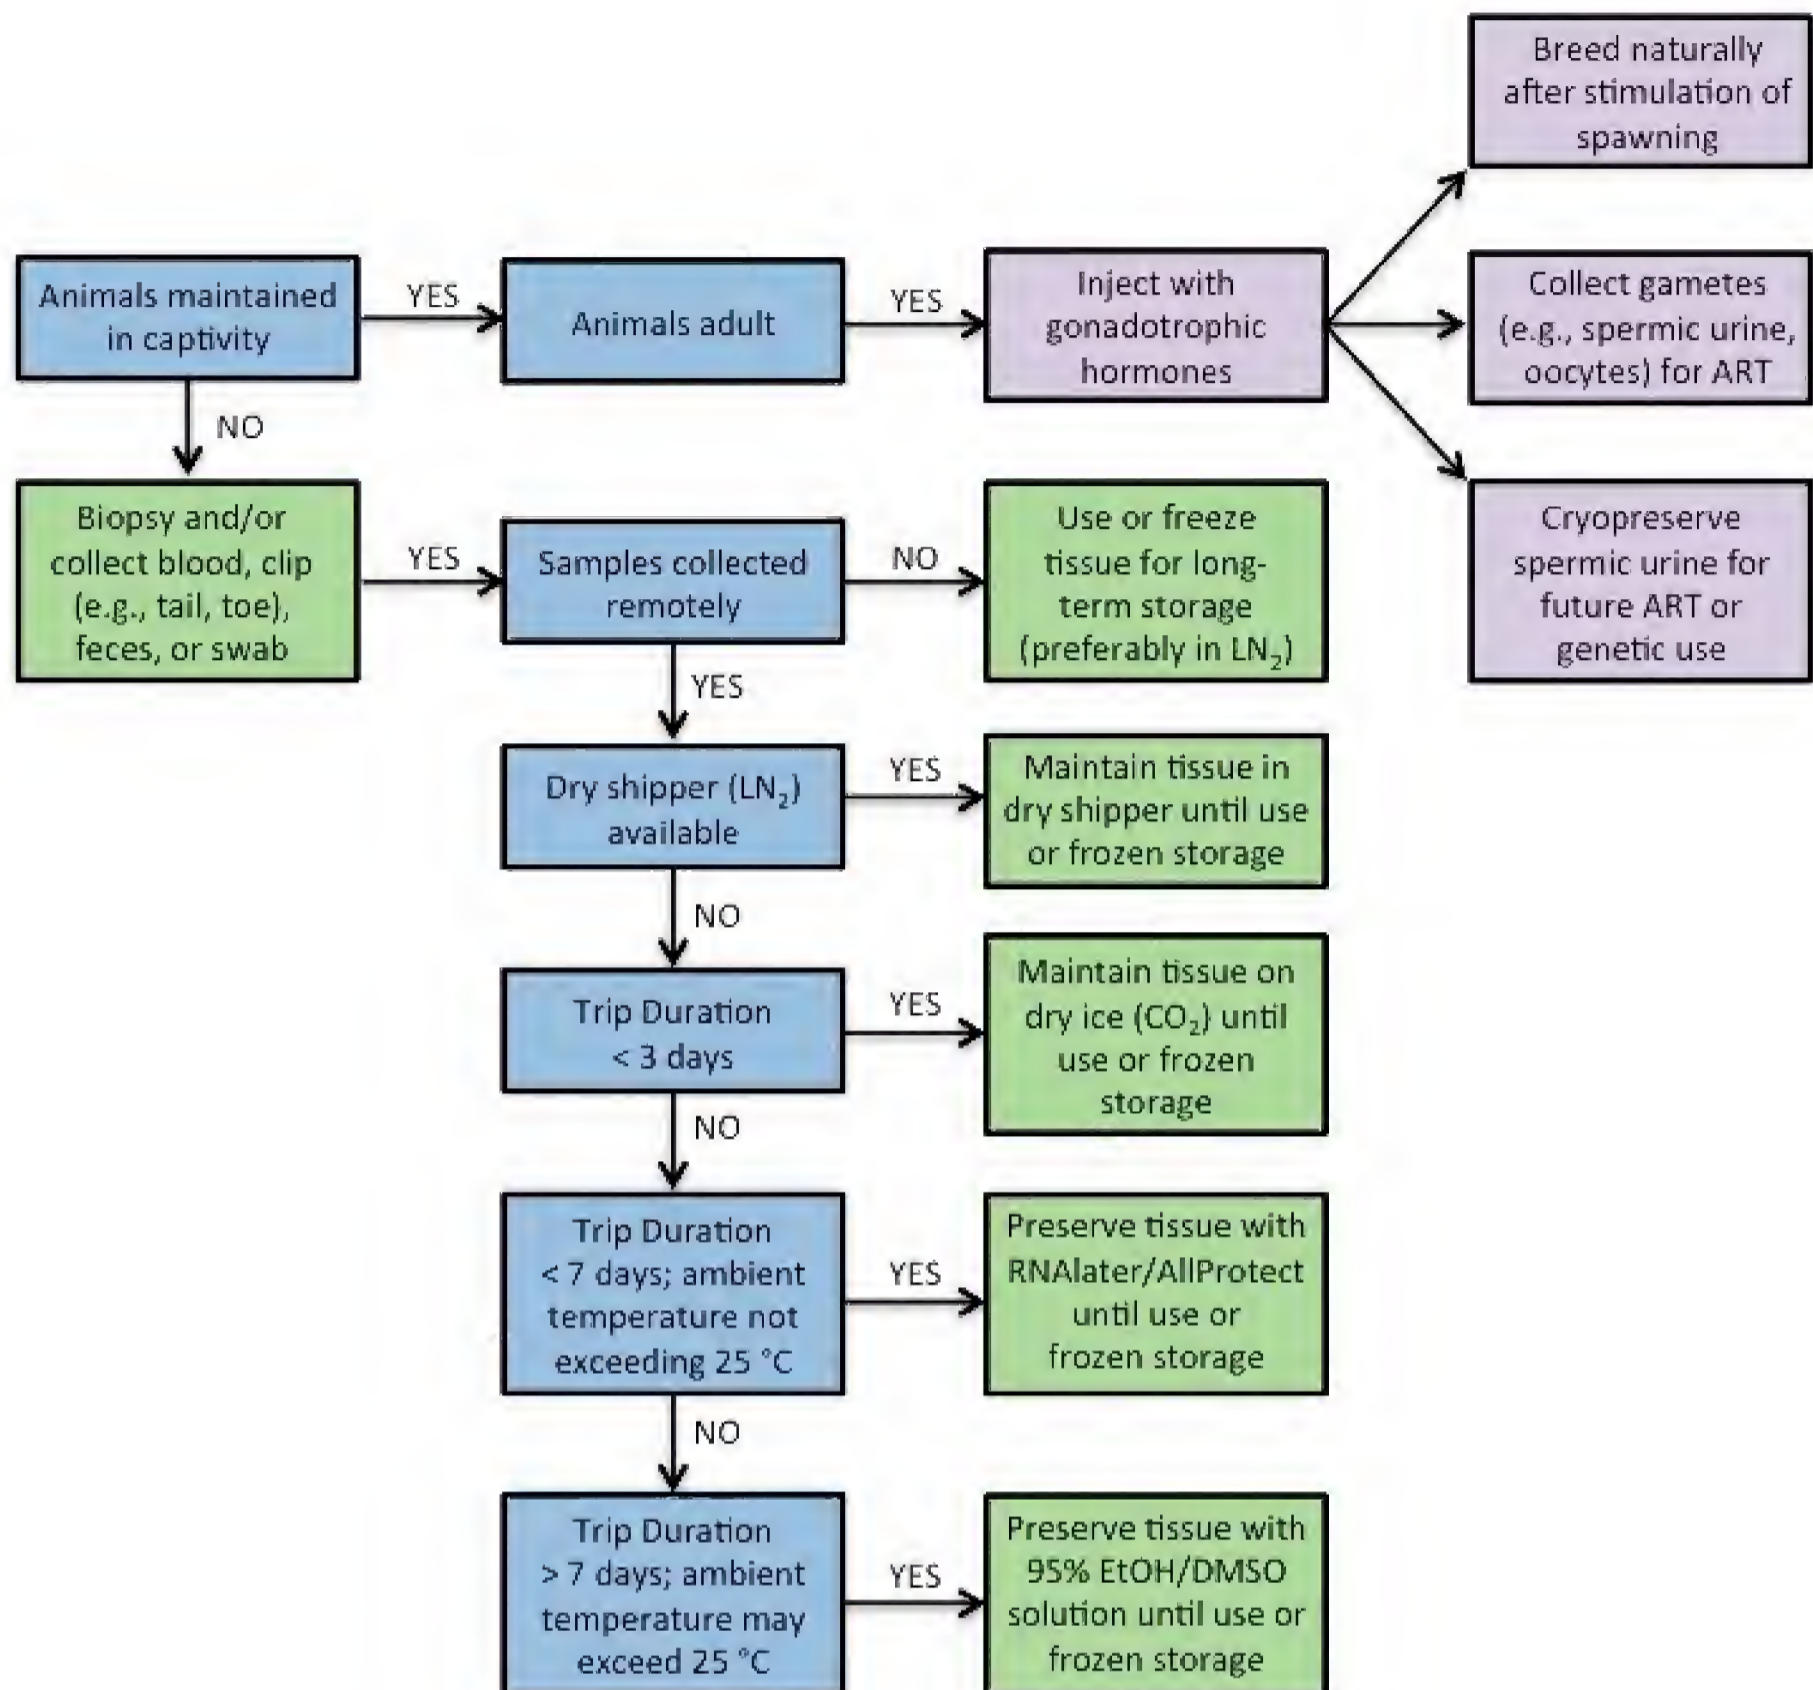 Breed naturally
after stimulation of
spawning
Animals maintained
in captivity
YES
Animals adult
YES
Inject with
gonadotrophic
hormones
Collect gametes
(e.g., spermic urine,
oocytes) for ART
NO
Biopsy and/or
collect blood, clip
(e.g., tail, toe),
feces, or swab
YES
Samples collected
remotely
NO
Use or freeze
tissue for long-
term storage
(preferably in LN₂)
Cryopreserve
spermic urine for
future ART or
genetic use
YES
Dry shipper (LN₂)
available
YES
Maintain tissue in
dry shipper until use
or frozen storage
NO
Trip Duration
< 3 days
YES
Maintain tissue on
dry ice (CO₂) until
use or frozen
storage
NO
Trip Duration
< 7 days; ambient
temperature not
exceeding 25 °C
YES
Preserve tissue with
RNAlater/AllProtect
until use or
frozen storage
NO
Trip Duration
> 7 days; ambient
temperature may
exceed 25 °C
YES
Preserve tissue with
95% EtOH/DMSO
solution until use or
frozen storage